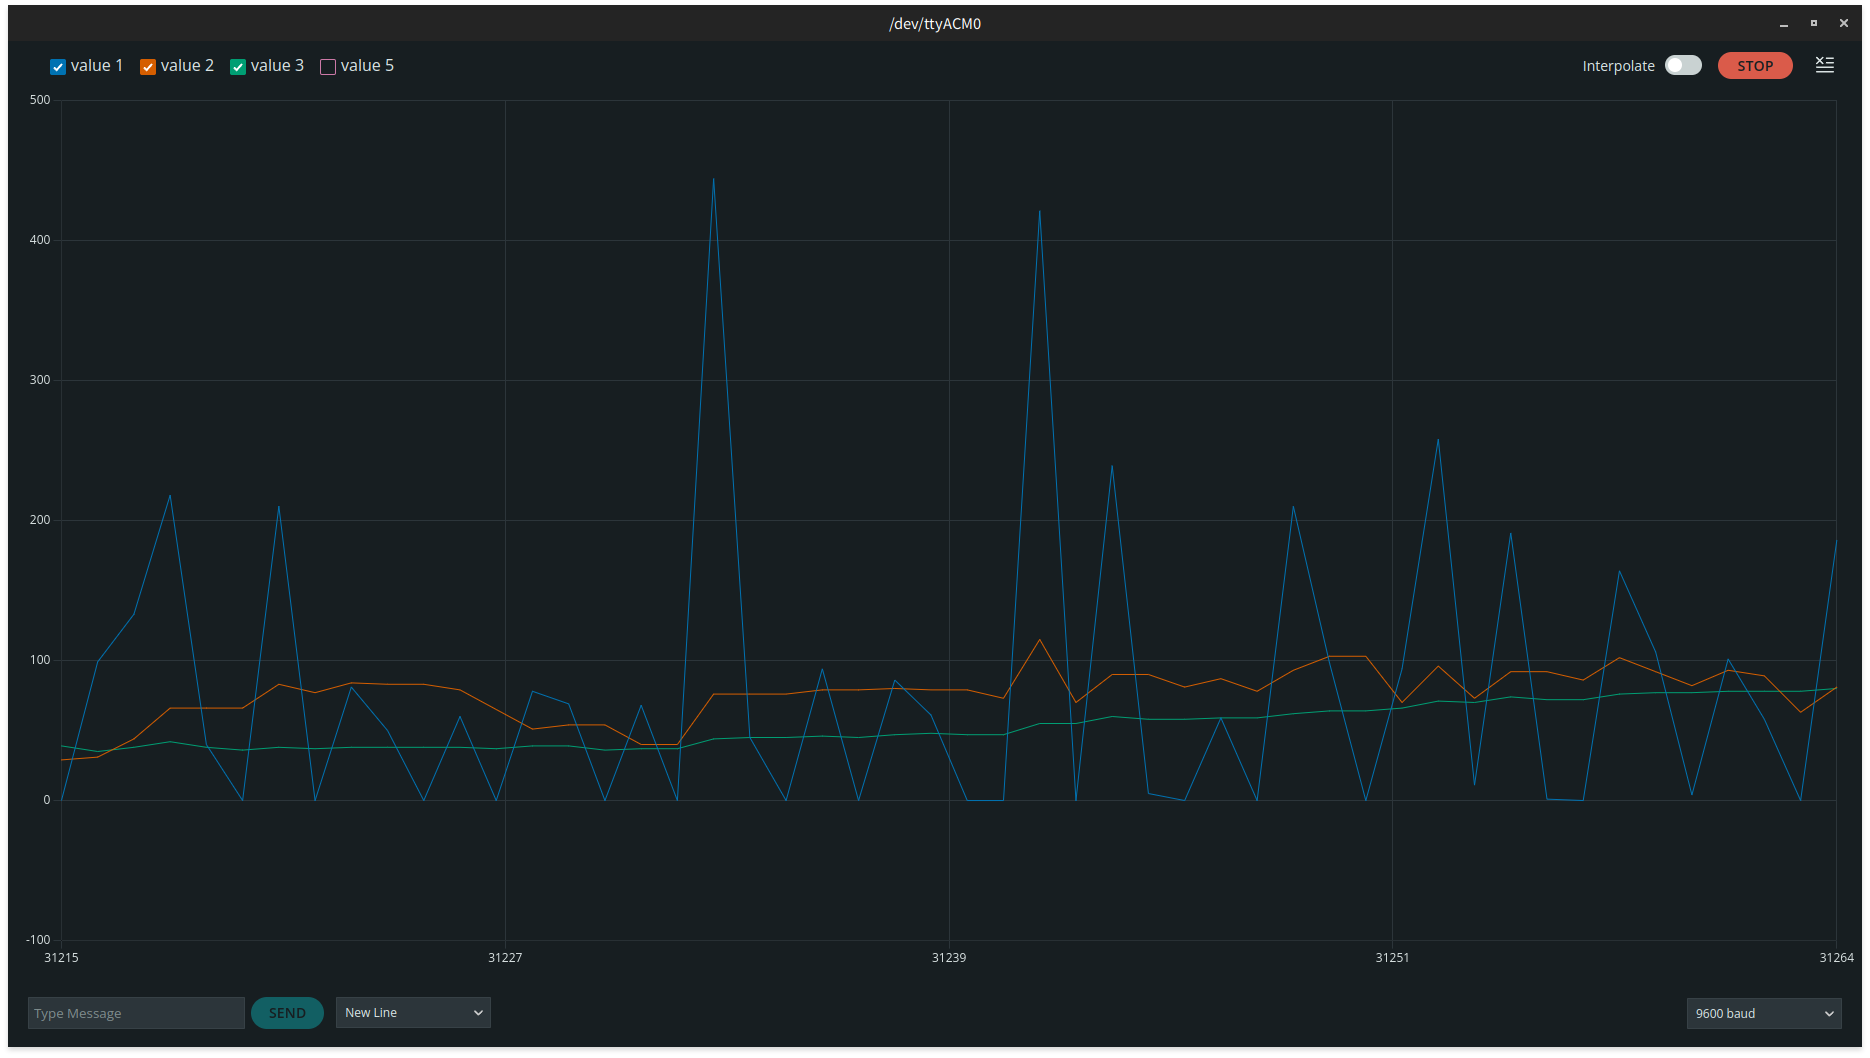 /dev/ttyACM0
value 1 value 2 value 3 value 5 Interpolate STOP
500
400
300
200
100
0
-100
31215 31227 31239 31251 31264
Type Message SEND New Line 9600 baud